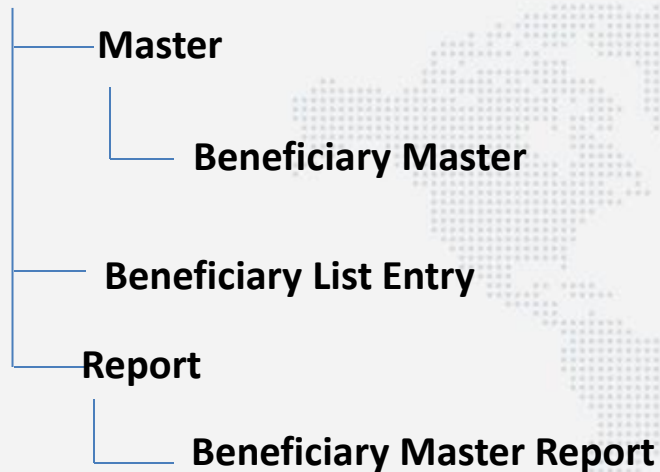 Master
Beneficiary Master
Beneficiary List Entry
Report
Beneficiary Master Report